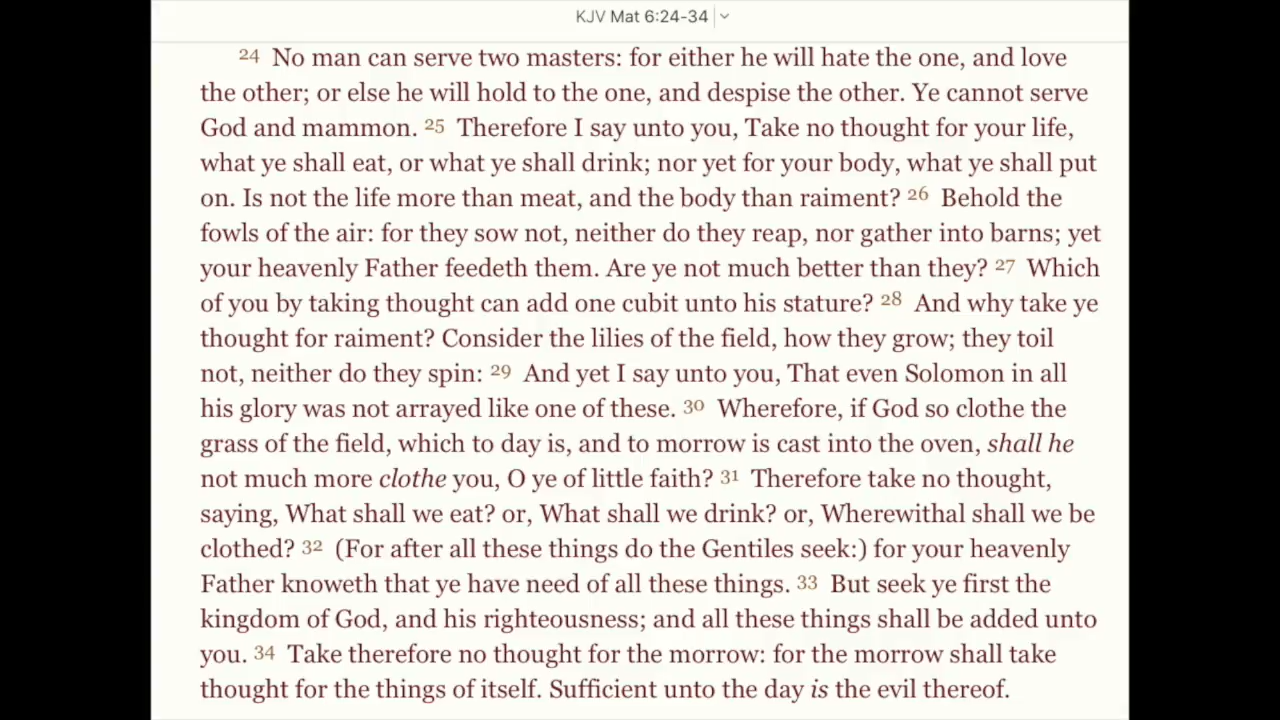 KJV Mat 6:24-34
24 No man can serve two masters: for either he will hate the one, and love
the other; or else he will hold to the one, and despise the other. Ye cannot serve
God and mammon. 25 Therefore I say unto you, Take no thought for your life,
what ye shall eat, or what ye shall drink; nor yet for your body, what ye shall put
on. Is not the life more than meat, and the body than raiment? 26 Behold the
fowls of the air: for they sow not, neither do they reap, nor gather into barns; yet
your heavenly Father feedeth them. Are ye not much better than they? 27 Which
of you by taking thought can add one cubit unto his stature? 28 And why take ye
thought for raiment? Consider the lilies of the field, how they grow; they toil
not, neither do they spin: 29 And yet I say unto you, That even Solomon in all
his glory was not arrayed like one of these. 30 Wherefore, if God so clothe the
grass of the field, which to day is, and to morrow is cast into the oven, shall he
not much more clothe you, O ye of little faith? 31 Therefore take no thought,
saying, What shall we eat? or, What shall we drink? or, Wherewithal shall we be
clothed? 32 (For after all these things do the Gentiles seek:) for your heavenly
Father knoweth that ye have need of all these things. 33 But seek ye first the
kingdom of God, and his righteousness; and all these things shall be added unto
you. 34 Take therefore no thought for the morrow: for the morrow shall take
thought for the things of itself. Sufficient unto the day is the evil thereof.